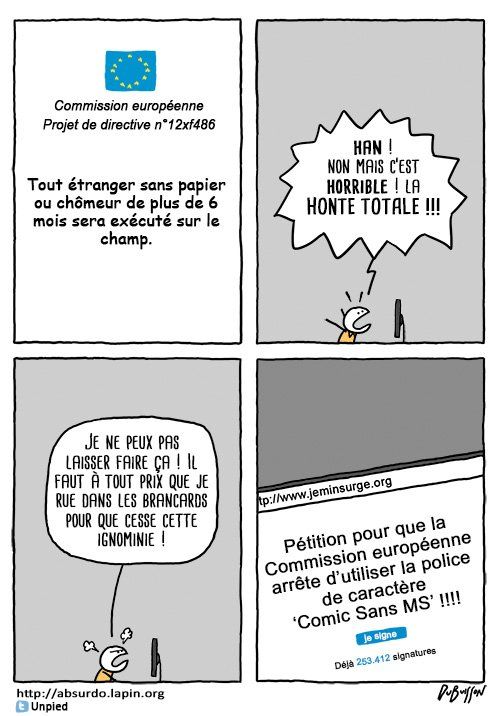 Commission européenne
Projet de directive n°12xf486
Tout étranger sans papier
ou chômeur de plus de 6
mois sera exécuté sur le
champ.
HAN !
NON MAIS C'EST
HORRIBLE ! LA
HONTE TOTALE !!!
JE NE PEUX PAS
LAISSER FAIRE ÇA ! IL
FAUT À TOUT PRIX QUE JE
RUE DANS LES BRANCARDS
POUR QUE CESSE CETTE
IGNOMINIE !
tp://www.jeminsurge.org
Pétition pour que la
Commission européenne
arrête d'utiliser la police
de caractère
'Comic Sans MS' !!!!
je signe
Déjà 253.412 signatures
http://absurdo.lapin.org
Unpied
DuBuisson